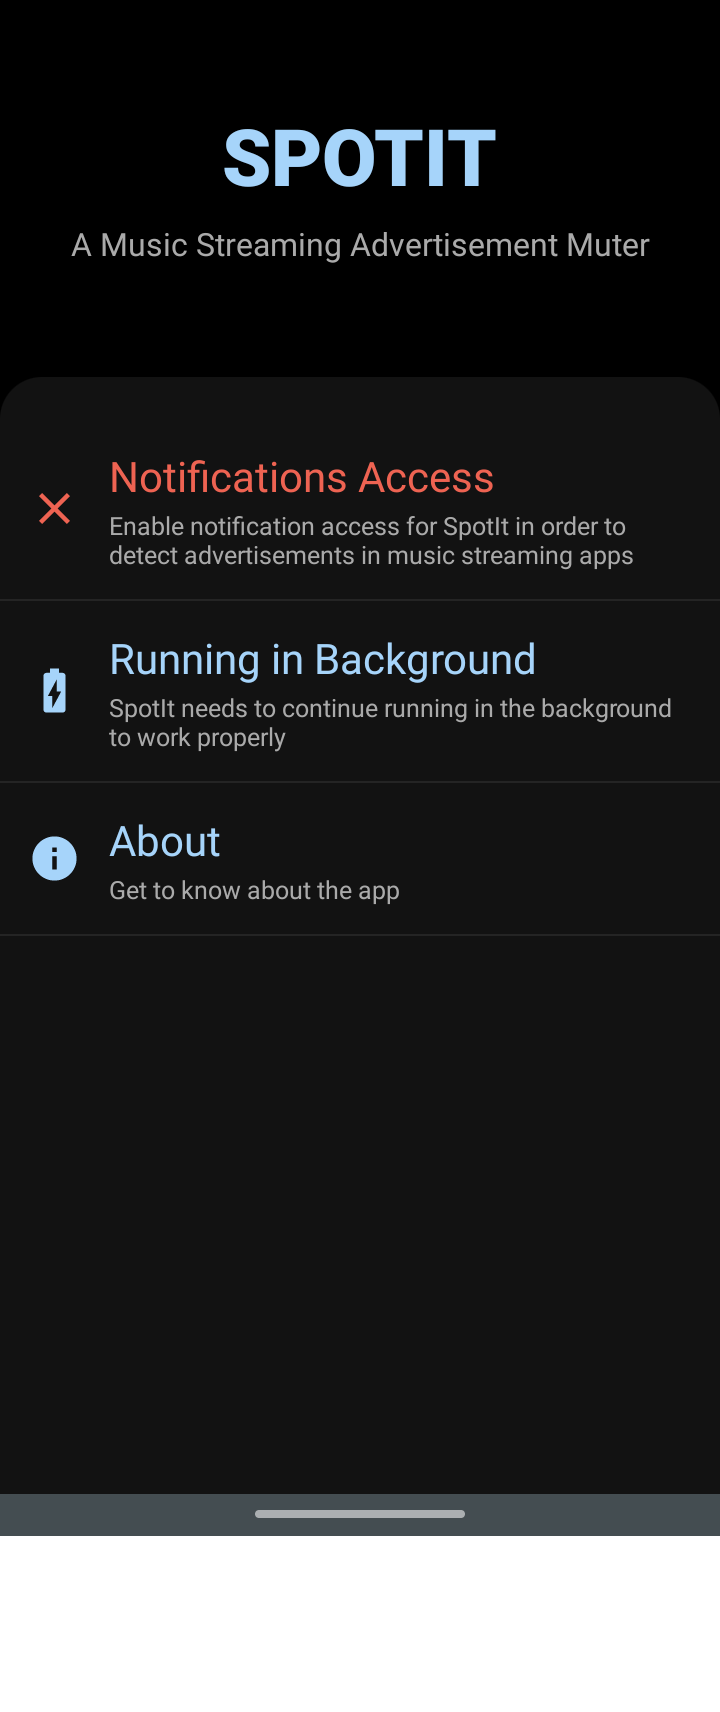 SPOTIT
A Music Streaming Advertisement Muter
Notifications Access
Enable notification access for SpotIt in order to
detect advertisements in music streaming apps
Running in Background
SpotIt needs to continue running in the background
to work properly
About
Get to know about the app